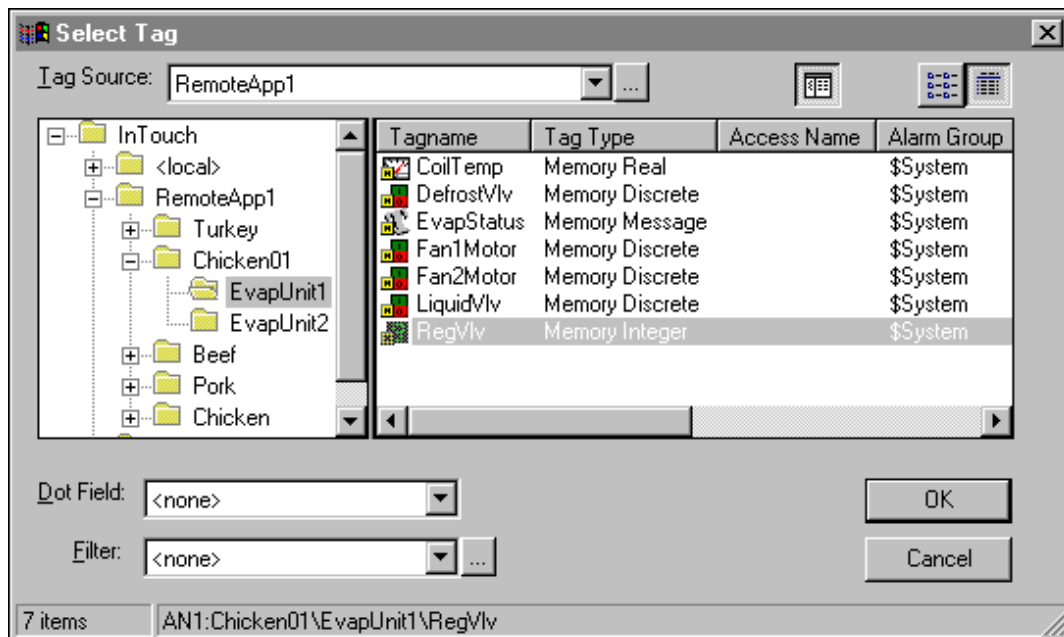 Select Tag
Tag Source: RemoteApp1 ...
InTouch
<local>
RemoteApp1
Turkey
Chicken01
EvapUnit1
EvapUnit2
Beef
Pork
Chicken
Tagname Tag Type Access Name Alarm Group
CoilTemp Memory Real $System
DefrostVlv Memory Discrete $System
EvapStatus Memory Message $System
Fan1Motor Memory Discrete $System
Fan2Motor Memory Discrete $System
LiquidVlv Memory Discrete $System
RegVlv Memory Integer $System
Dot Field: <none>
OK
Filter: <none> ...
Cancel
7 items AN1:Chicken01\EvapUnit1\RegVlv